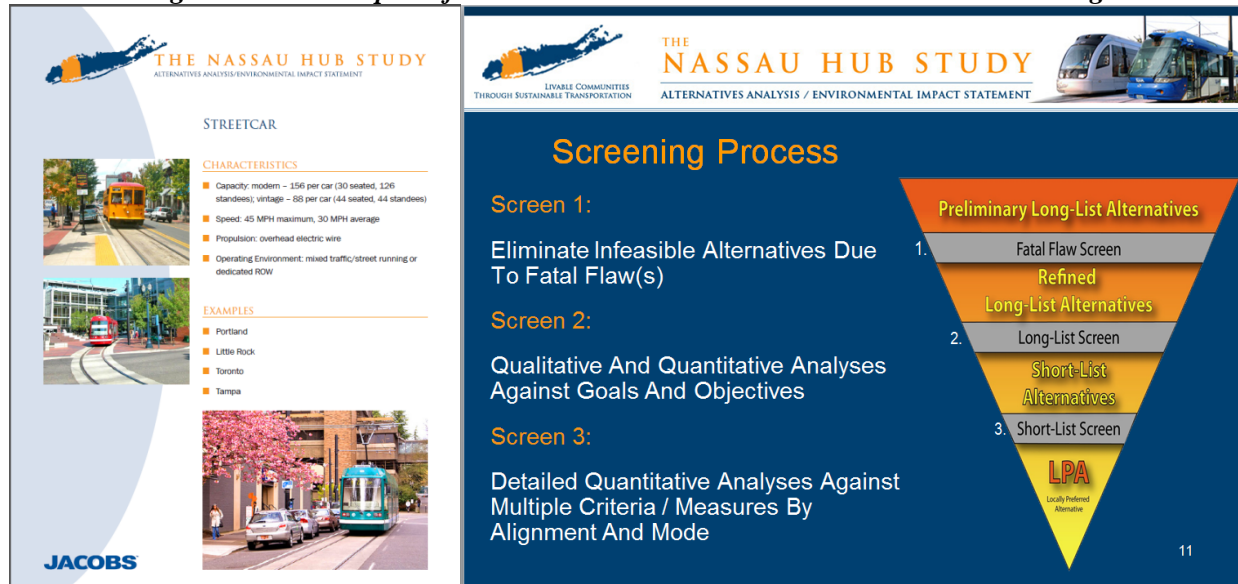 THE NASSAU HUB STUDY
ALTERNATIVES ANALYSIS/ENVIRONMENTAL IMPACT STATEMENT
STREETCAR
CHARACTERISTICS
Capacity: modern – 156 per car (30 seated, 126
standees); vintage – 88 per car (44 seated, 44 standees)
Speed: 45 MPH maximum, 30 MPH average
Propulsion: overhead electric wire
Operating Environment: mixed traffic/street running or
dedicated ROW
EXAMPLES
Portland
Little Rock
Toronto
Tampa
JACOBS
LIVABLE COMMUNITIES
THROUGH SUSTAINABLE TRANSPORTATION
THE
NASSAU HUB STUDY
ALTERNATIVES ANALYSIS / ENVIRONMENTAL IMPACT STATEMENT
Screening Process
Screen 1:
Eliminate Infeasible Alternatives Due
To Fatal Flaw(s)
Screen 2:
Qualitative And Quantitative Analyses
Against Goals And Objectives
Screen 3:
Detailed Quantitative Analyses Against
Multiple Criteria / Measures By
Alignment And Mode
Preliminary Long-List Alternatives
1. Fatal Flaw Screen
Refined
Long-List Alternatives
2. Long-List Screen
Short-List
Alternatives
3. Short-List Screen
LPA
Locally Preferred
Alternative
11